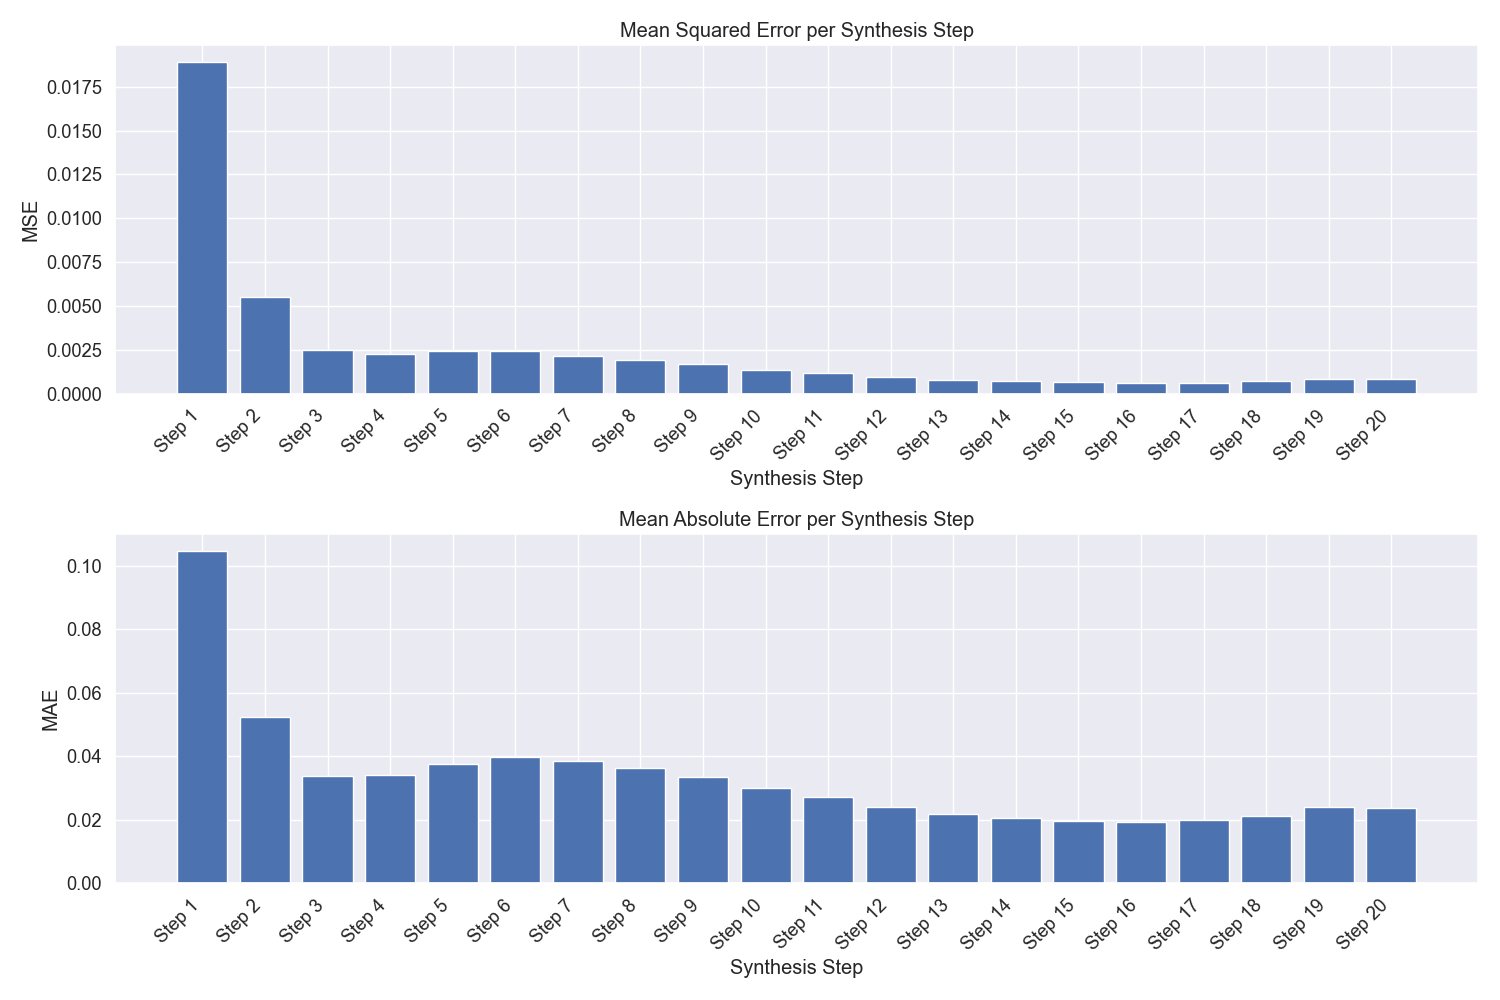 Mean Squared Error per Synthesis Step
0.0175
0.0150
0.0125
0.0100
0.0075
0.0050
0.0025
0.0000
MSE
Step 1
Step 2
Step 3
Step 4
Step 5
Step 6
Step 7
Step 8
Step 9
Step 10
Step 11
Step 12
Step 13
Step 14
Step 15
Step 16
Step 17
Step 18
Step 19
Step 20
Synthesis Step
Mean Absolute Error per Synthesis Step
0.10
0.08
0.06
0.04
0.02
0.00
MAE
Step 1
Step 2
Step 3
Step 4
Step 5
Step 6
Step 7
Step 8
Step 9
Step 10
Step 11
Step 12
Step 13
Step 14
Step 15
Step 16
Step 17
Step 18
Step 19
Step 20
Synthesis Step